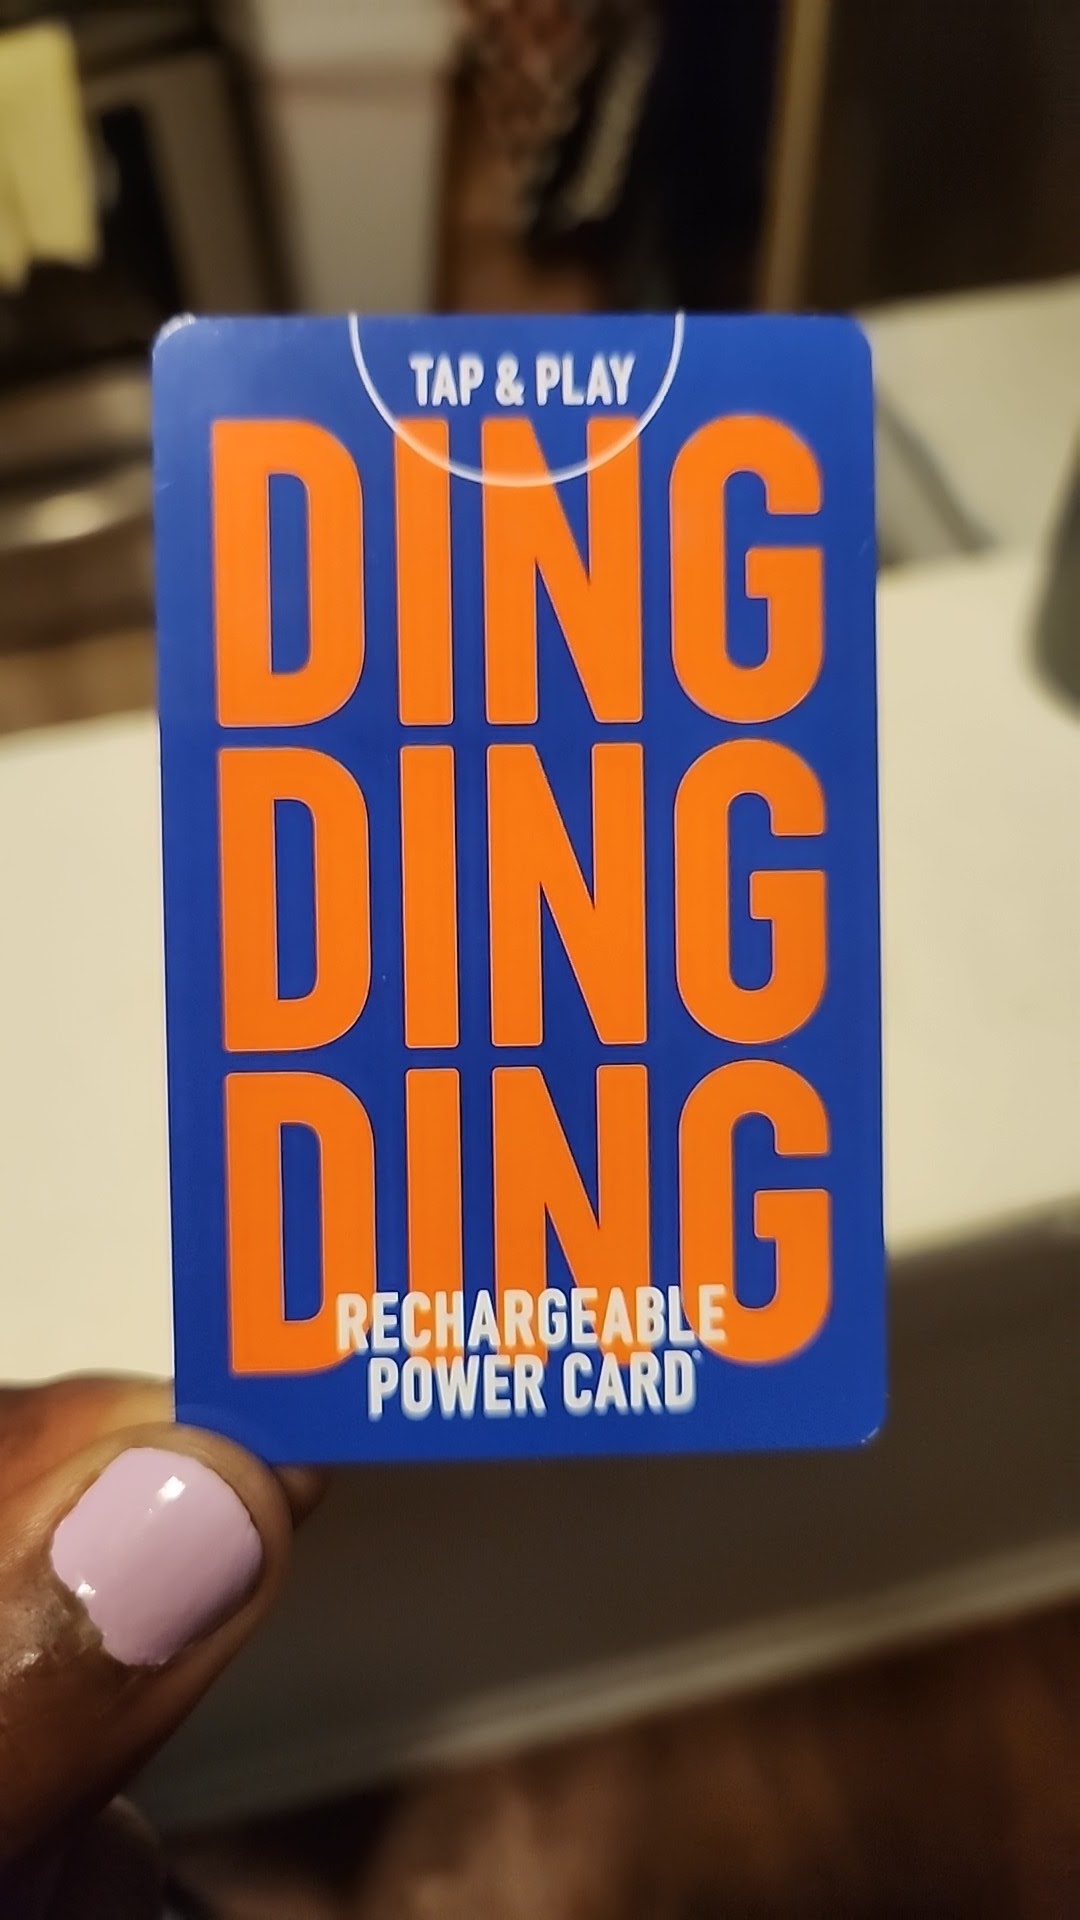 TAP & PLAY
DING
DING
DING
RECHARGEABLE
POWER CARD